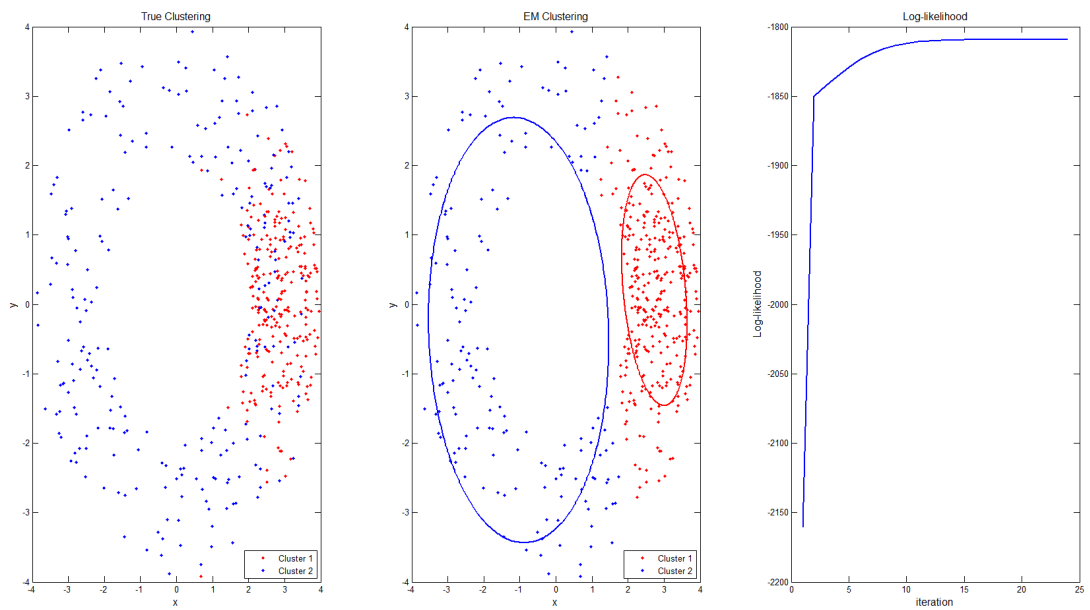 True Clustering
4
3
2
1
0
-1
-2
-3
-4
y
-4 -3 -2 -1 0 1 2 3 4
x
Cluster 1
Cluster 2
EM Clustering
4
3
2
1
0
-1
-2
-3
-4
y
-4 -3 -2 -1 0 1 2 3 4
x
Cluster 1
Cluster 2
Log-likelihood
-1800
-1850
-1900
-1950
-2000
-2050
-2100
-2150
-2200
Log-likelihood
0 5 10 15 20 25
iteration